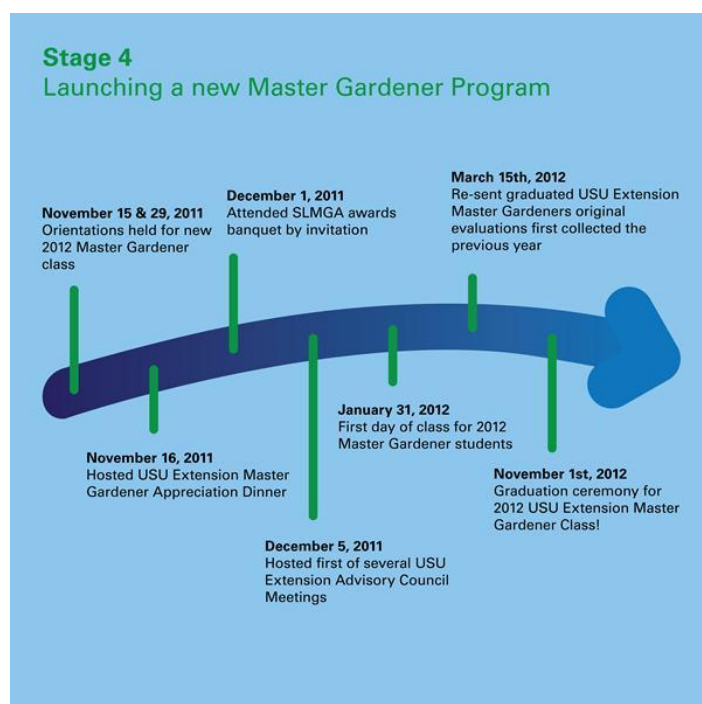 Stage 4
Launching a new Master Gardener Program
November 15 & 29, 2011
Orientations held for new
2012 Master Gardener
class
November 16, 2011
Hosted USU Extension Master
Gardener Appreciation Dinner
December 1, 2011
Attended SLMGA awards
banquet by invitation
December 5, 2011
Hosted first of several USU
Extension Advisory Council
Meetings
January 31, 2012
First day of class for 2012
Master Gardener students
March 15th, 2012
Re-sent graduated USU Extension
Master Gardeners original
evaluations first collected the
previous year
November 1st, 2012
Graduation ceremony for
2012 USU Extension Master
Gardener Class!